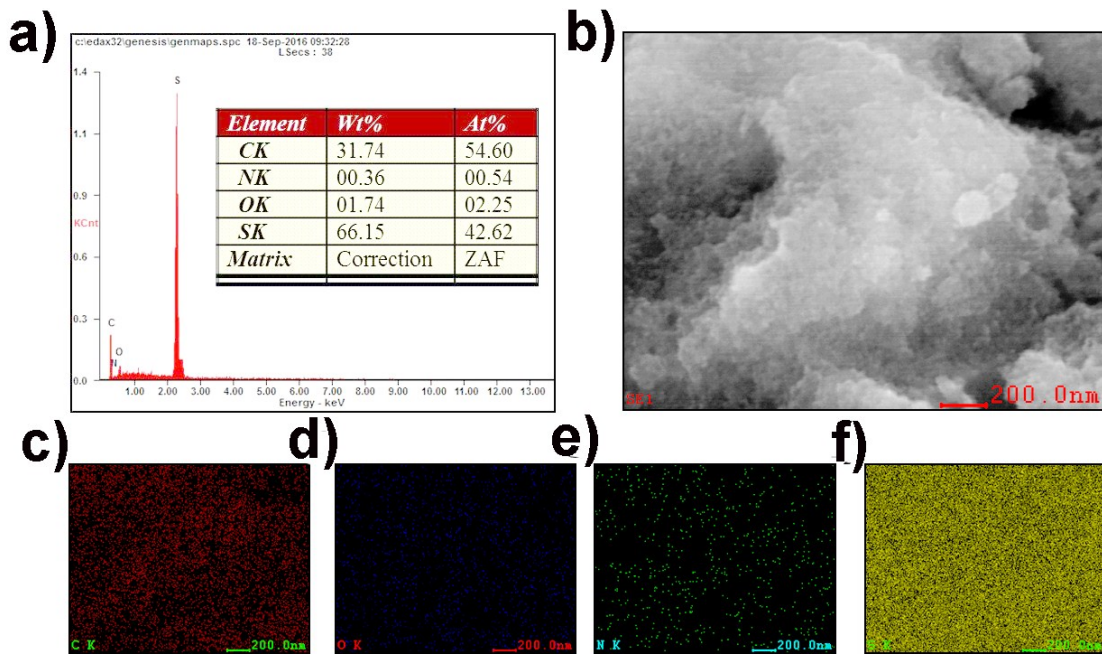 a)
c:\edax32\genesis\genmaps.spc 18-Sep-2016 09:32:28
LSecs : 38
1.4
1.1
0.9
KCnt
0.6
0.3
0.0
S
C
O
Element Wt% At%
CK 31.74 54.60
NK 00.36 00.54
OK 01.74 02.25
SK 66.15 42.62
Matrix Correction ZAF
1.00 2.00 3.00 4.00 5.00 6.00 7.00 8.00 9.00 10.00 11.00 12.00 13.00
Energy - keV
b)
200.0nm
c)
C K 200.0nm
d)
O K 200.0nm
e)
N K 200.0nm
f)
200.0nm